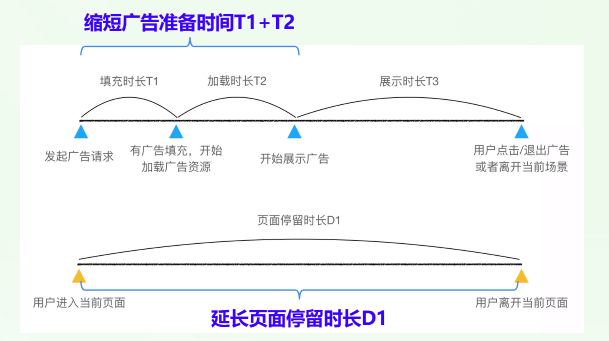 缩短广告准备时间T1+T2
填充时长T1
加载时长T2
展示时长T3
发起广告请求
有广告填充，开始
加载广告资源
开始展示广告
用户点击/退出广告
或者离开当前场景
页面停留时长D1
用户进入当前页面
用户离开当前页面
延长页面停留时长D1